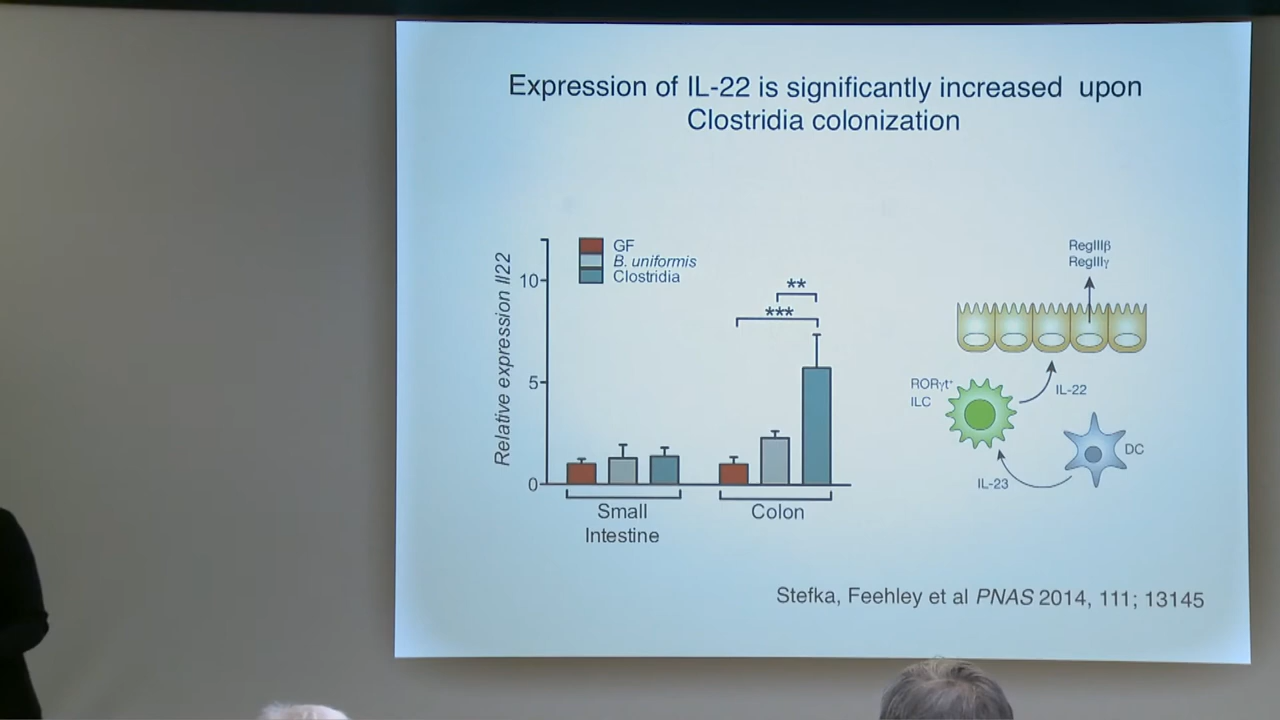 Expression of IL-22 is significantly increased upon
Clostridia colonization
Relative expression Il22
10
5
0
GF
B. uniformis
Clostridia
**
***
Small
Intestine
Colon
RegIIIβ
RegIIIγ
RORγt⁺
ILC
IL-22
DC
IL-23
Stefka, Feehley et al PNAS 2014, 111; 13145